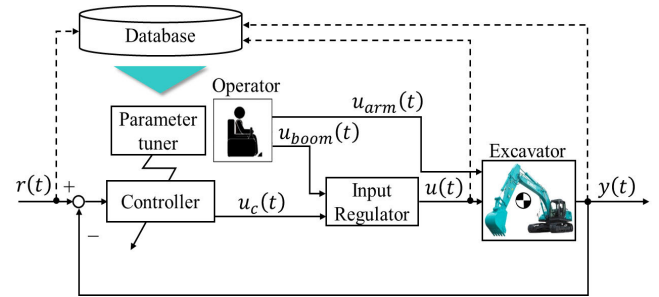 Database
Operator
Parameter
tuner
u_arm(t)
u_boom(t)
Excavator
r(t)
+
Controller
u_c(t)
Input
Regulator
u(t)
y(t)
−